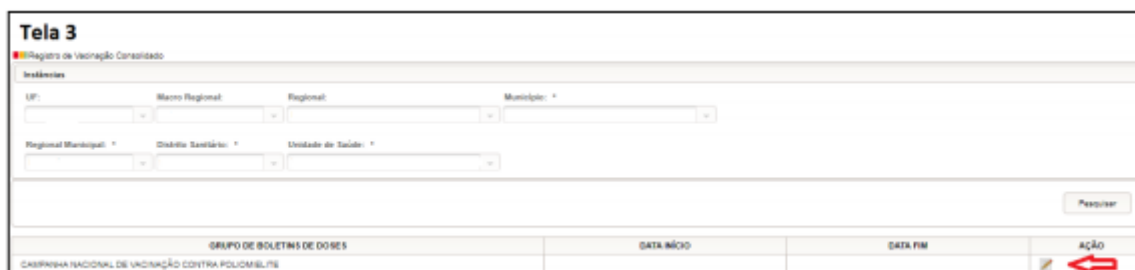 Tela 3
Registro de Vacinação Consolidado
Instâncias
UF: Macro Regional: Regional: Município: *
Regional Municipal: * Distrito Sanitário: * Unidade de Saúde: *
Pesquisar
GRUPO DE BOLETINS DE DOSES DATA INÍCIO DATA FIM AÇÃO
CAMPANHA NACIONAL DE VACINAÇÃO CONTRA POLIOMIELITE